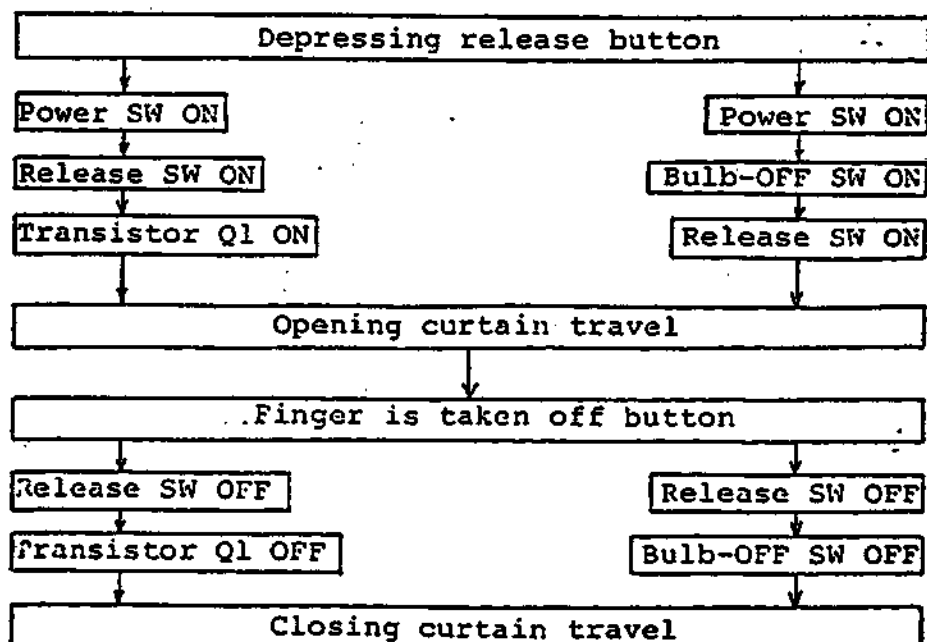 Depressing release button
Power SW ON
Power SW ON
Release SW ON
Bulb-OFF SW ON
Transistor Q1 ON
Release SW ON
Opening curtain travel
Finger is taken off button
Release SW OFF
Release SW OFF
Transistor Q1 OFF
Bulb-OFF SW OFF
Closing curtain travel